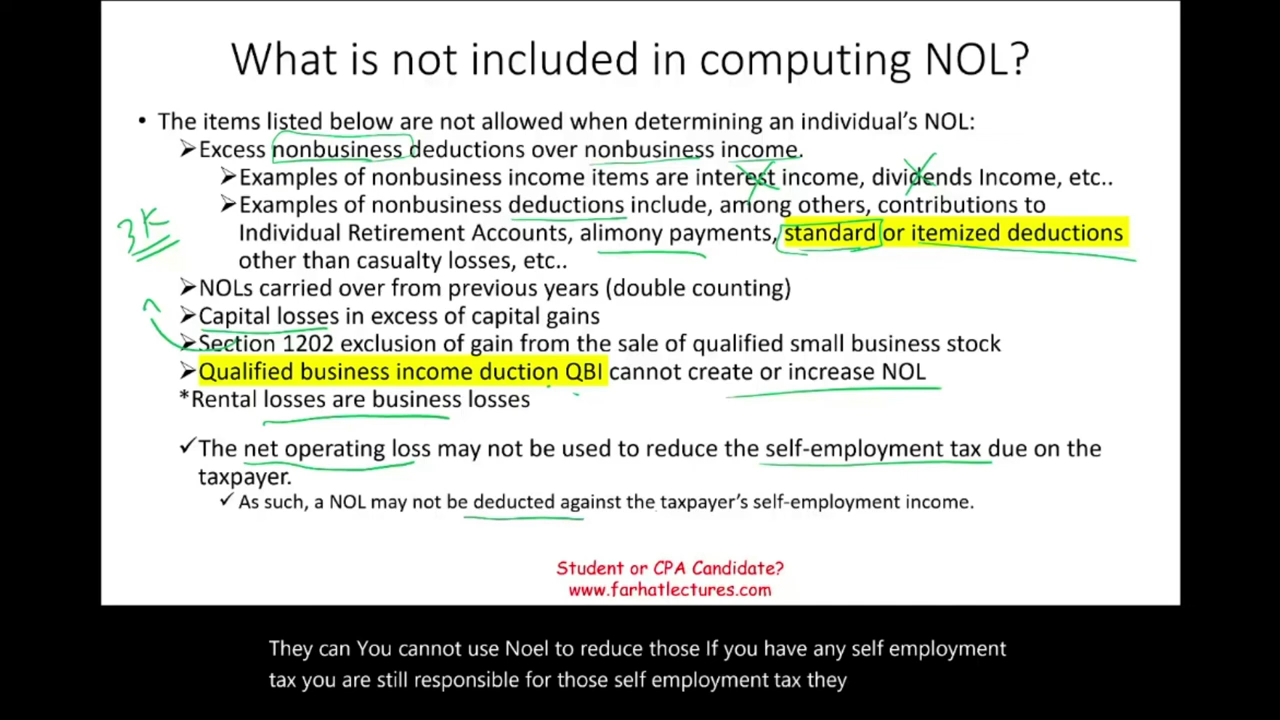 What is not included in computing NOL?
• The items listed below are not allowed when determining an individual's NOL:
➢Excess nonbusiness deductions over nonbusiness income.
➢Examples of nonbusiness income items are interest income, dividends Income, etc..
➢Examples of nonbusiness deductions include, among others, contributions to
Individual Retirement Accounts, alimony payments, standard or itemized deductions
other than casualty losses, etc..
3K
➢NOLs carried over from previous years (double counting)
➢Capital losses in excess of capital gains
➢Section 1202 exclusion of gain from the sale of qualified small business stock
➢Qualified business income duction QBI cannot create or increase NOL
*Rental losses are business losses
✓The net operating loss may not be used to reduce the self-employment tax due on the
taxpayer.
✓ As such, a NOL may not be deducted against the taxpayer's self-employment income.
Student or CPA Candidate?
www.farhatlectures.com
They can You cannot use Noel to reduce those If you have any self employment
tax you are still responsible for those self employment tax they